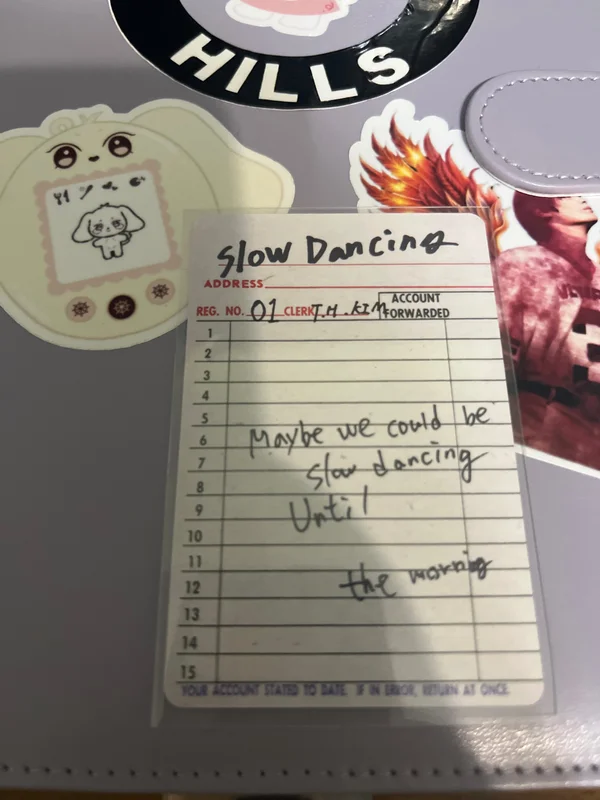 HILLS
Slow Dancing
ADDRESS
REG. NO. 01 CLERK T.H. KIM ACCOUNT FORWARDED
1
2
3
4
5
6 Maybe we could be
7 slow dancing
8
9 Until
10
11
12 the morning
13
14
15
YOUR ACCOUNT STATED TO DATE. IF IN ERROR, RETURN AT ONCE.